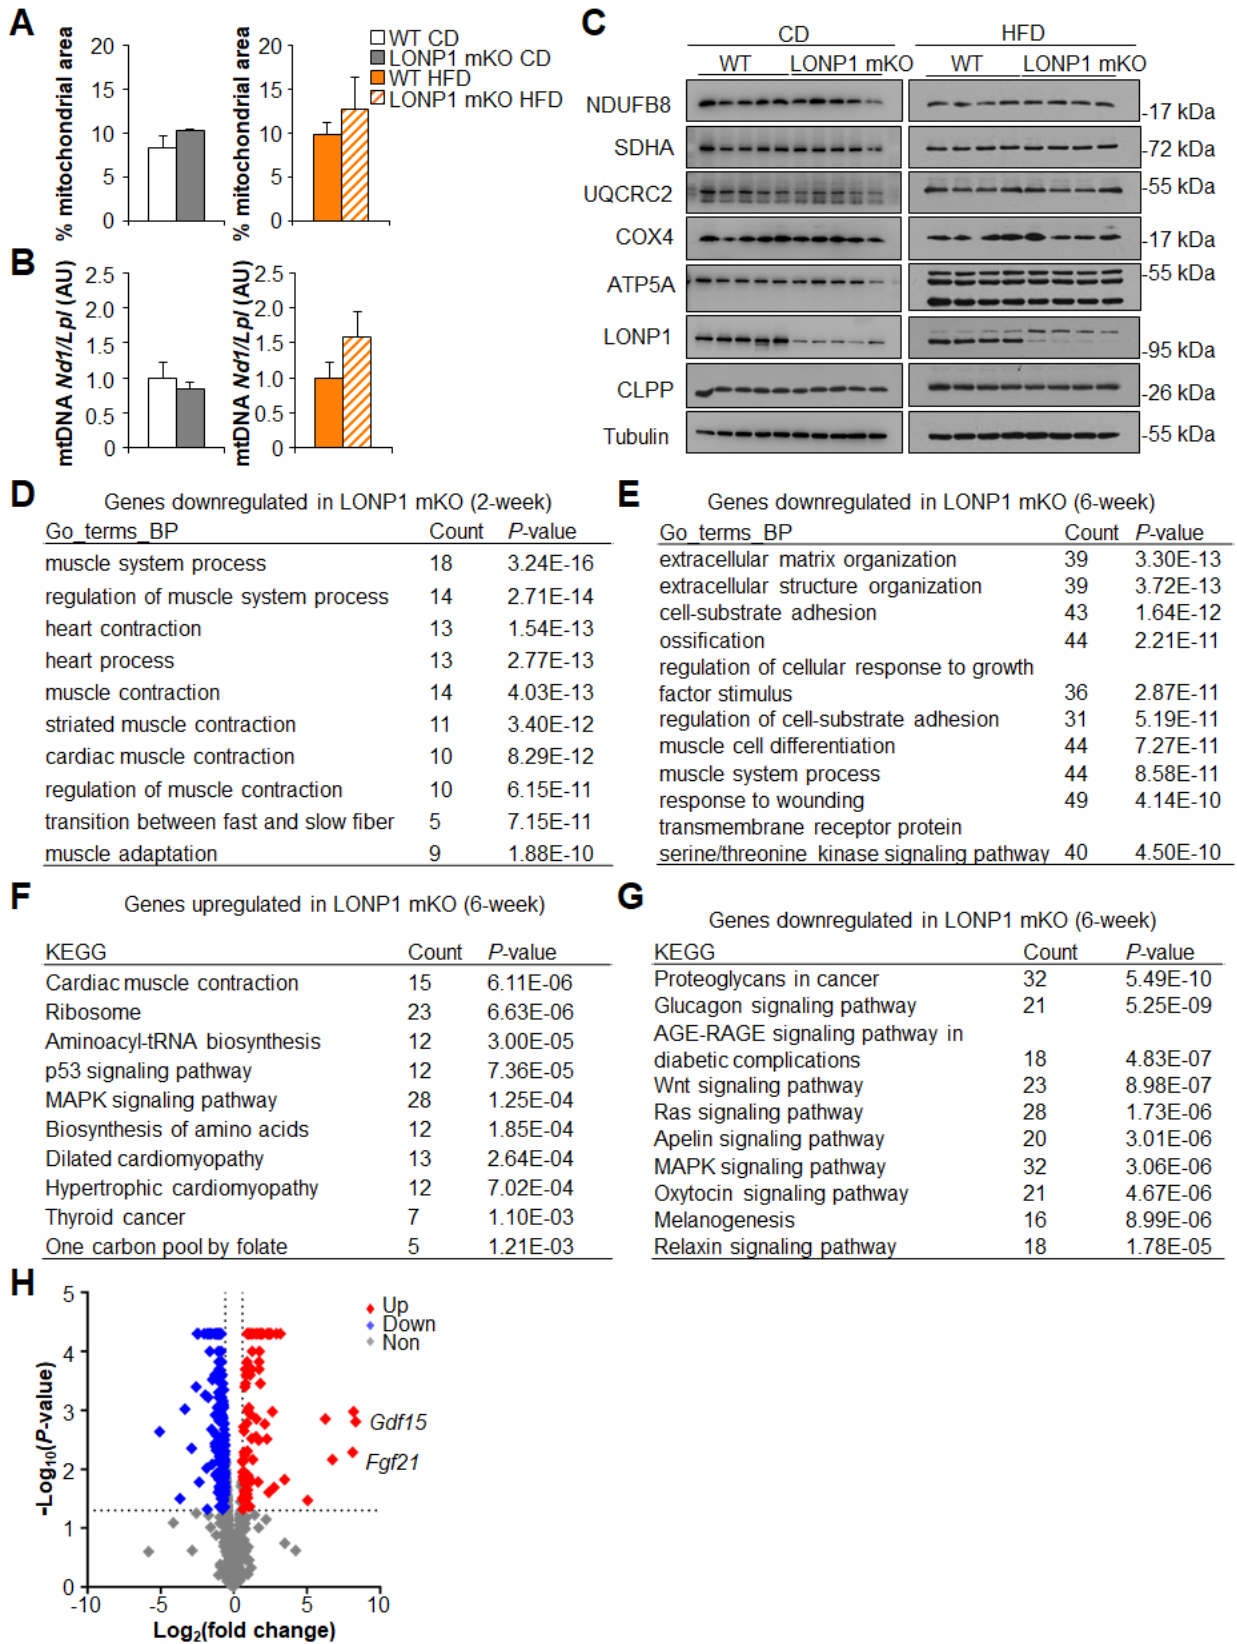 A
% mitochondrial area
20
15
10
5
0
% mitochondrial area
20
15
10
5
0
WT CD
LONP1 mKO CD
WT HFD
LONP1 mKO HFD
B
mtDNA Nd1/Lpl (AU)
2.5
2.0
1.5
1.0
0.5
0
mtDNA Nd1/Lpl (AU)
2.5
2.0
1.5
1.0
0.5
0
C
CD HFD
WT LONP1 mKO WT LONP1 mKO
NDUFB8 -17 kDa
SDHA -72 kDa
UQCRC2 -55 kDa
COX4 -17 kDa
ATP5A -55 kDa
LONP1 -95 kDa
CLPP -26 kDa
Tubulin -55 kDa
D
Genes downregulated in LONP1 mKO (2-week)
Go_terms_BP Count P-value
muscle system process 18 3.24E-16
regulation of muscle system process 14 2.71E-14
heart contraction 13 1.54E-13
heart process 13 2.77E-13
muscle contraction 14 4.03E-13
striated muscle contraction 11 3.40E-12
cardiac muscle contraction 10 8.29E-12
regulation of muscle contraction 10 6.15E-11
transition between fast and slow fiber 5 7.15E-11
muscle adaptation 9 1.88E-10
E
Genes downregulated in LONP1 mKO (6-week)
Go_terms_BP Count P-value
extracellular matrix organization 39 3.30E-13
extracellular structure organization 39 3.72E-13
cell-substrate adhesion 43 1.64E-12
ossification 44 2.21E-11
regulation of cellular response to growth
factor stimulus 36 2.87E-11
regulation of cell-substrate adhesion 31 5.19E-11
muscle cell differentiation 44 7.27E-11
muscle system process 44 8.58E-11
response to wounding 49 4.14E-10
transmembrane receptor protein
serine/threonine kinase signaling pathway 40 4.50E-10
F
Genes upregulated in LONP1 mKO (6-week)
KEGG Count P-value
Cardiac muscle contraction 15 6.11E-06
Ribosome 23 6.63E-06
Aminoacyl-tRNA biosynthesis 12 3.00E-05
p53 signaling pathway 12 7.36E-05
MAPK signaling pathway 28 1.25E-04
Biosynthesis of amino acids 12 1.85E-04
Dilated cardiomyopathy 13 2.64E-04
Hypertrophic cardiomyopathy 12 7.02E-04
Thyroid cancer 7 1.10E-03
One carbon pool by folate 5 1.21E-03
G
Genes downregulated in LONP1 mKO (6-week)
KEGG Count P-value
Proteoglycans in cancer 32 5.49E-10
Glucagon signaling pathway 21 5.25E-09
AGE-RAGE signaling pathway in
diabetic complications 18 4.83E-07
Wnt signaling pathway 23 8.98E-07
Ras signaling pathway 28 1.73E-06
Apelin signaling pathway 20 3.01E-06
MAPK signaling pathway 32 3.06E-06
Oxytocin signaling pathway 21 4.67E-06
Melanogenesis 16 8.99E-06
Relaxin signaling pathway 18 1.78E-05
H
-Log10(P-value)
5
4
3
2
1
0
Up
Down
Non
Gdf15
Fgf21
-10 -5 0 5 10
Log2(fold change)